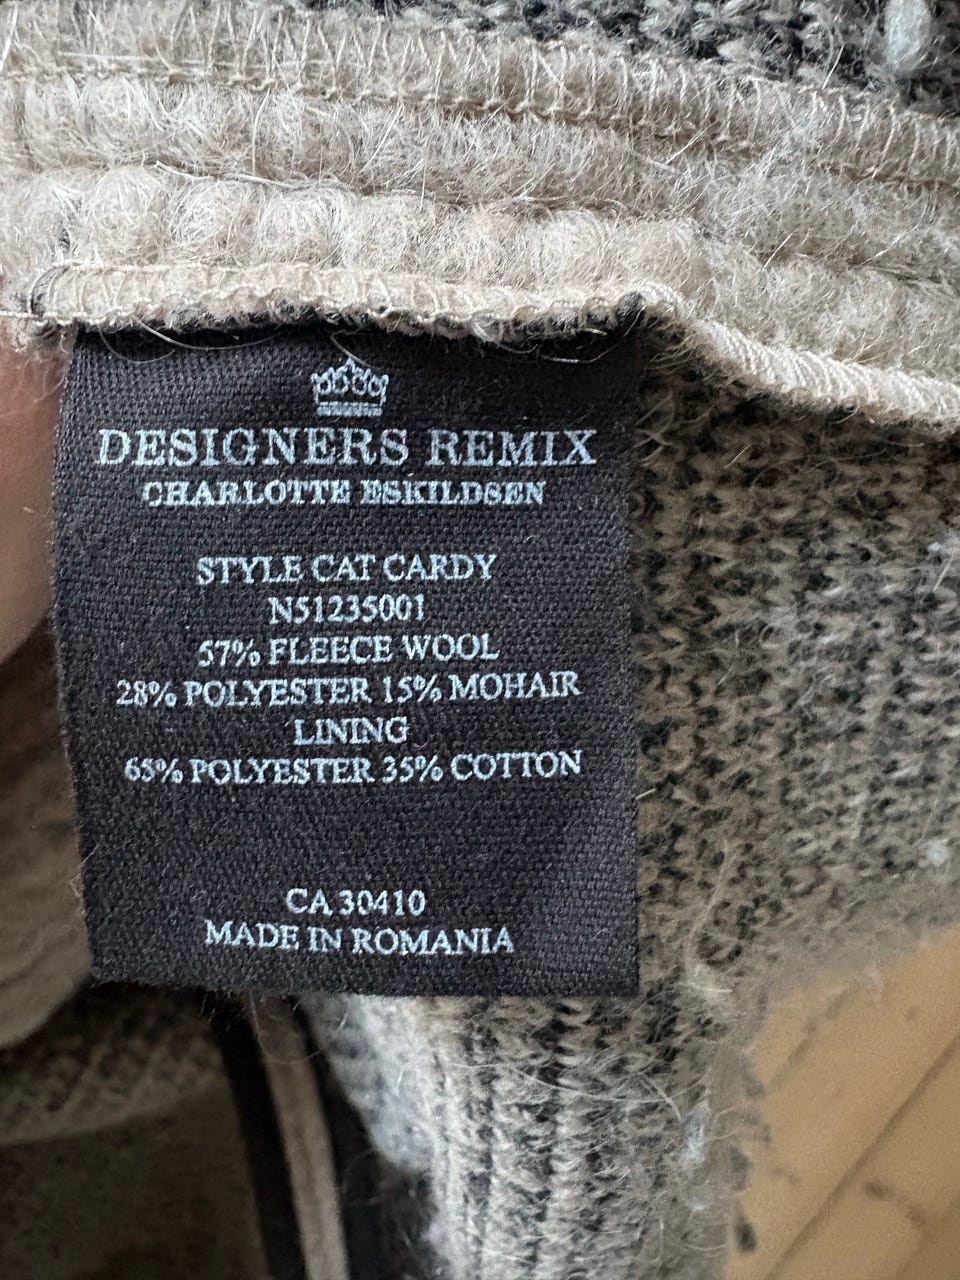 DESIGNERS REMIX
CHARLOTTE ESKILDSEN
STYLE CAT CARDY
N51235001
57% FLEECE WOOL
28% POLYESTER 15% MOHAIR
LINING
65% POLYESTER 35% COTTON
CA 30410
MADE IN ROMANIA